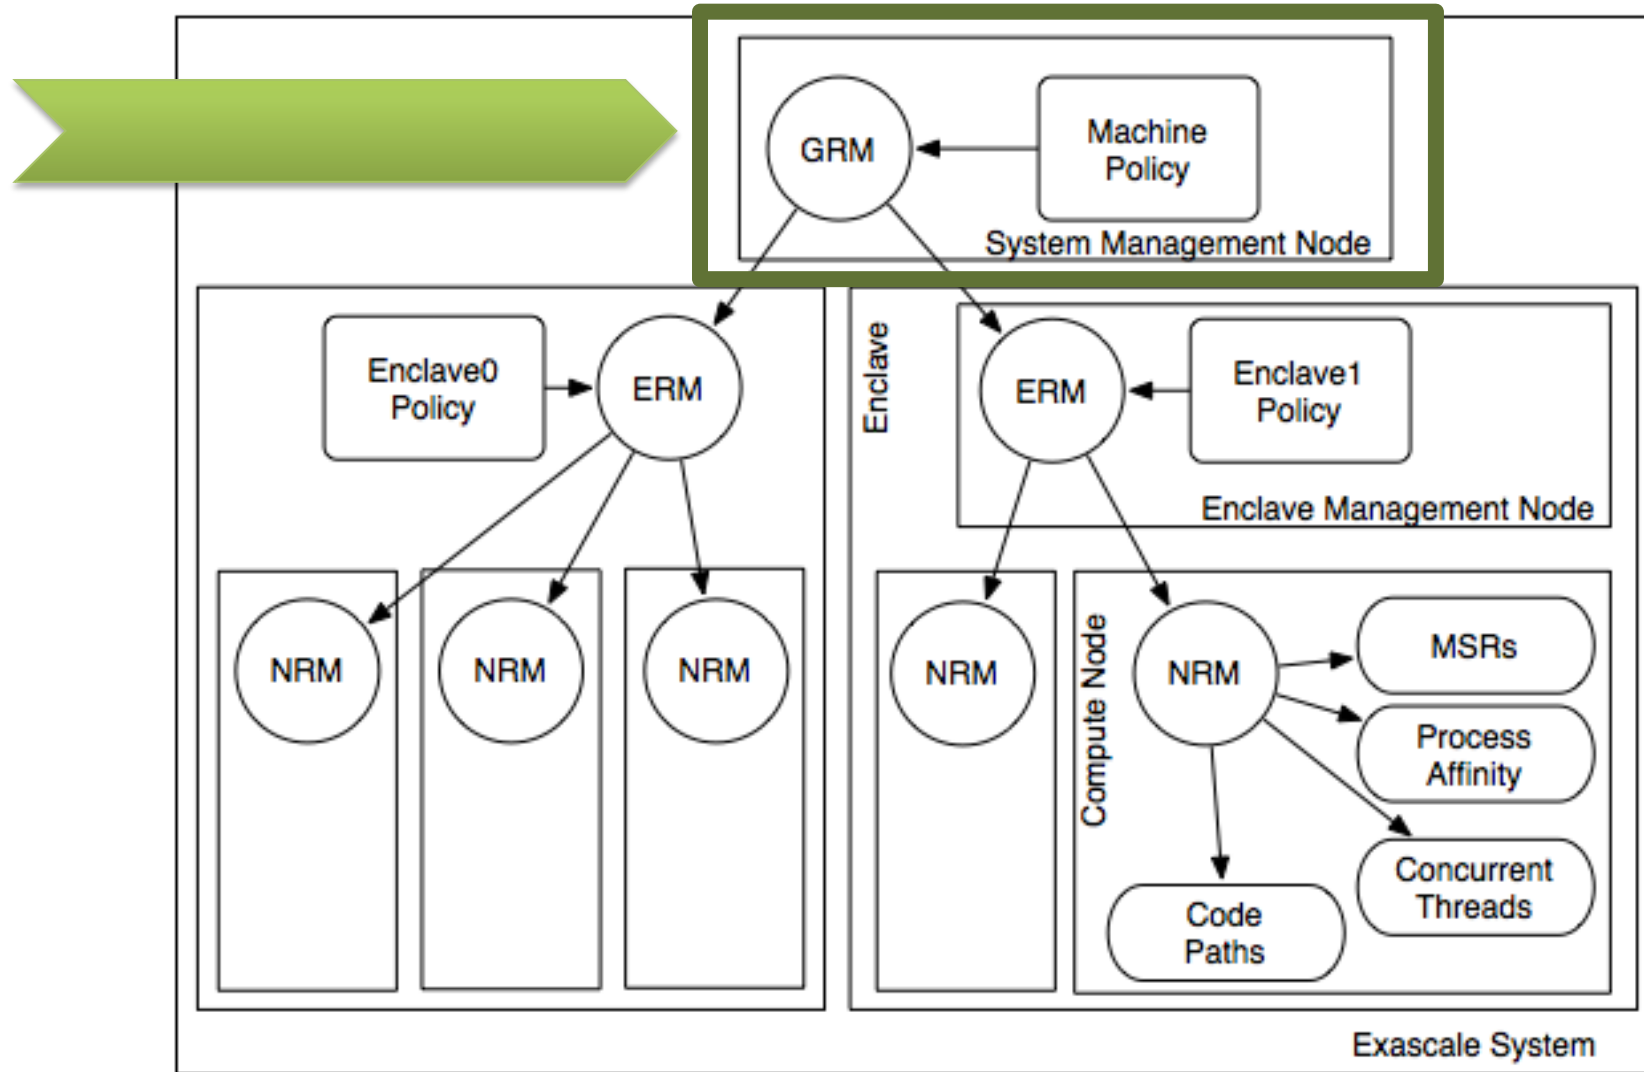 GRM
Machine
Policy
System Management Node
Enclave0
Policy
ERM
Enclave
ERM
Enclave1
Policy
Enclave Management Node
NRM
NRM
NRM
NRM
Compute Node
NRM
MSRs
Process
Affinity
Concurrent
Threads
Code
Paths
Exascale System